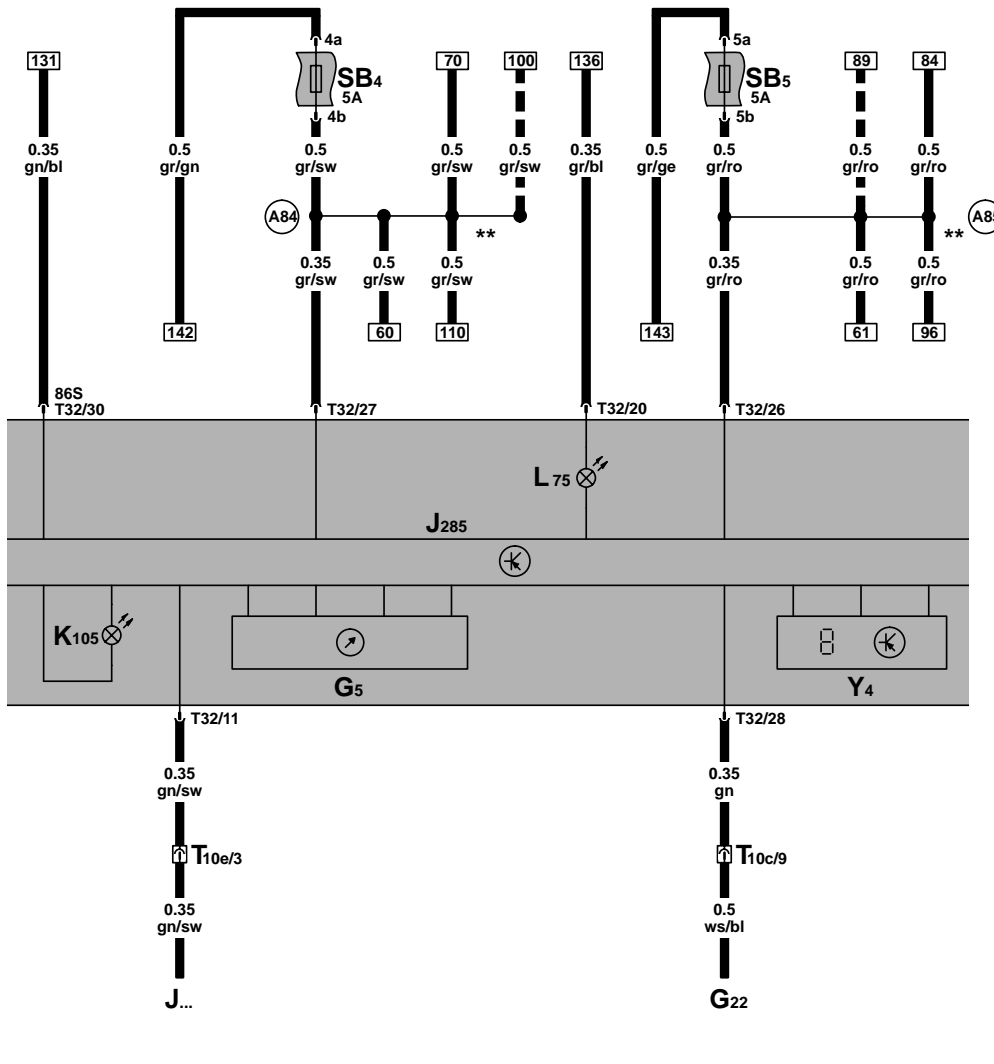 4a
5a
131
SB4
5A
70
100
136
SB5
5A
89
84
4b
5b
0.35
gn/bl
0.5
gr/gn
0.5
gr/sw
0.5
gr/sw
0.5
gr/sw
0.35
gr/bl
0.5
gr/ge
0.5
gr/ro
0.5
gr/ro
0.5
gr/ro
A84
**
**
0.35
gr/sw
0.5
gr/sw
0.5
gr/sw
0.35
gr/ro
0.5
gr/ro
0.5
gr/ro
142
60
110
143
61
96
86S
T32/30
T32/27
T32/20
T32/26
L75
J285
K105
G5
Y4
T32/11
T32/28
0.35
gn/sw
0.35
gn
T10e/3
T10c/9
0.35
gn/sw
0.5
ws/bl
J...
G22